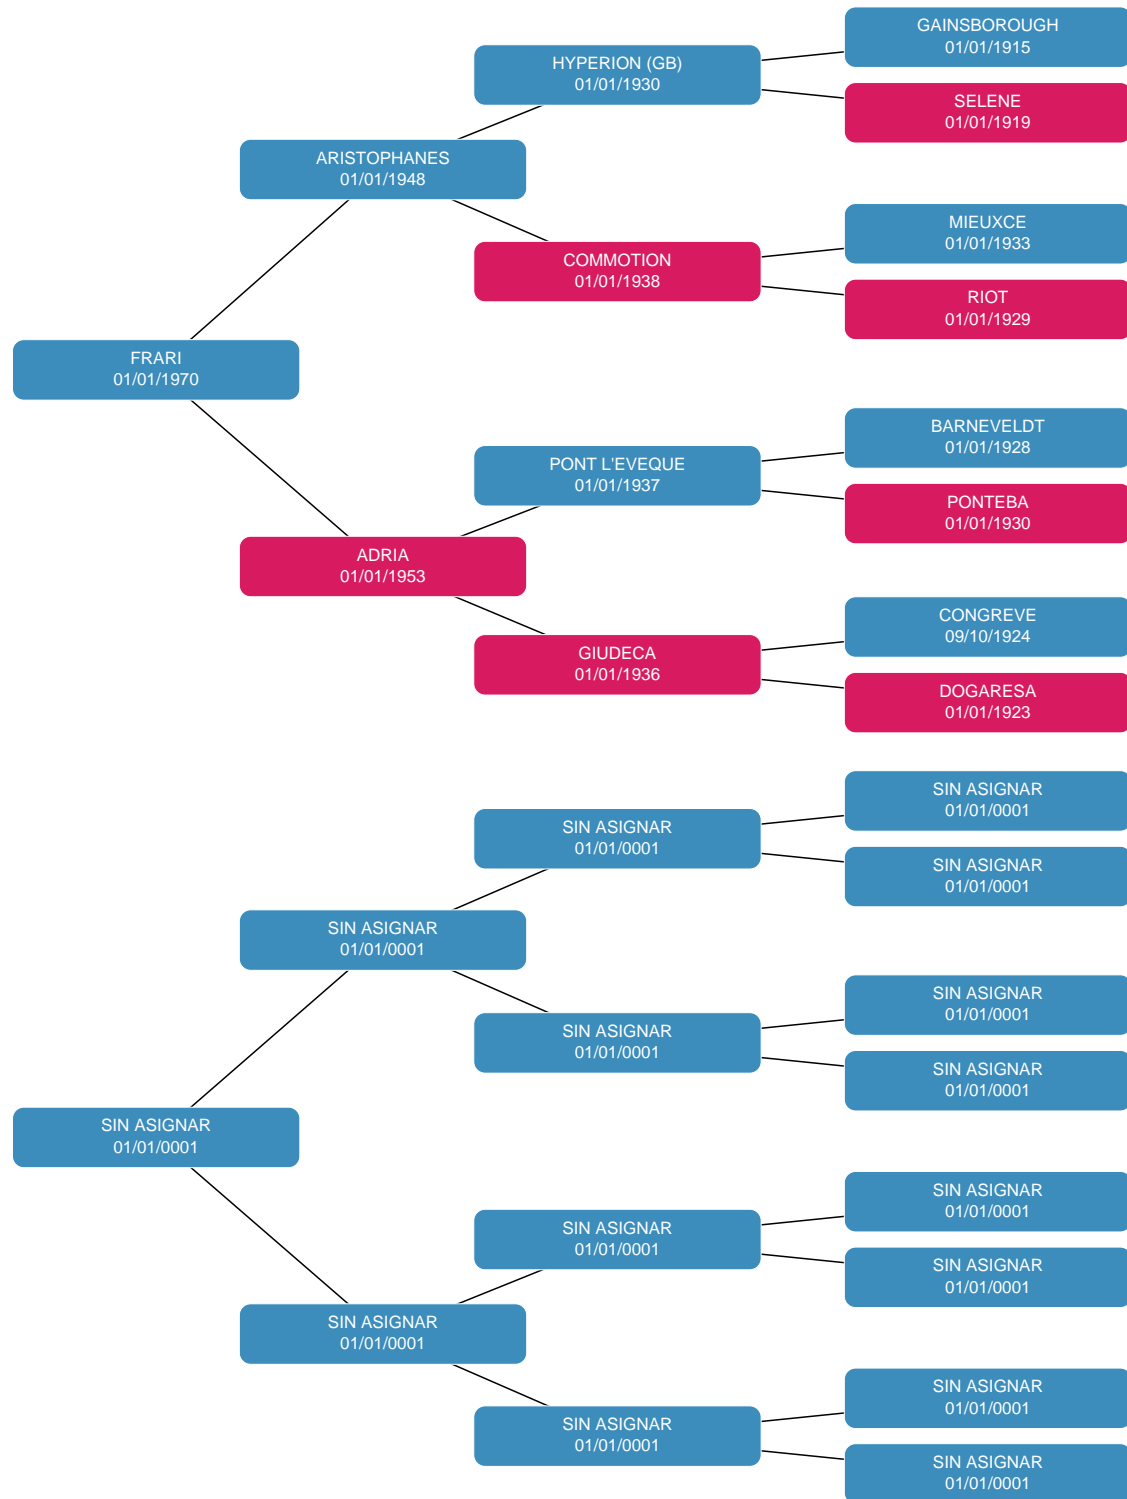 GAINSBOROUGH
01/01/1915
HYPERION (GB)
01/01/1930
SELENE
01/01/1919
ARISTOPHANES
01/01/1948
MIEUXCE
01/01/1933
COMMOTION
01/01/1938
RIOT
01/01/1929
FRARI
01/01/1970
BARNEVELDT
01/01/1928
PONT L'EVEQUE
01/01/1937
PONTEBA
01/01/1930
ADRIA
01/01/1953
CONGREVE
09/10/1924
GIUDECA
01/01/1936
DOGARESA
01/01/1923
SIN ASIGNAR
01/01/0001
SIN ASIGNAR
01/01/0001
SIN ASIGNAR
01/01/0001
SIN ASIGNAR
01/01/0001
SIN ASIGNAR
01/01/0001
SIN ASIGNAR
01/01/0001
SIN ASIGNAR
01/01/0001
SIN ASIGNAR
01/01/0001
SIN ASIGNAR
01/01/0001
SIN ASIGNAR
01/01/0001
SIN ASIGNAR
01/01/0001
SIN ASIGNAR
01/01/0001
SIN ASIGNAR
01/01/0001
SIN ASIGNAR
01/01/0001
SIN ASIGNAR
01/01/0001